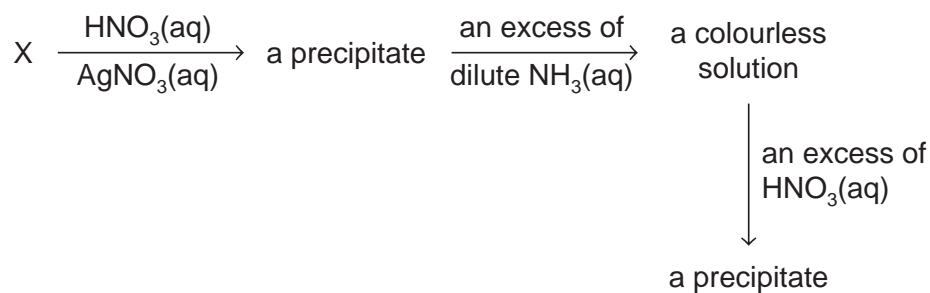 X
HNO₃(aq)
AgNO₃(aq)
a precipitate
an excess of
dilute NH₃(aq)
a colourless
solution
an excess of
HNO₃(aq)
a precipitate